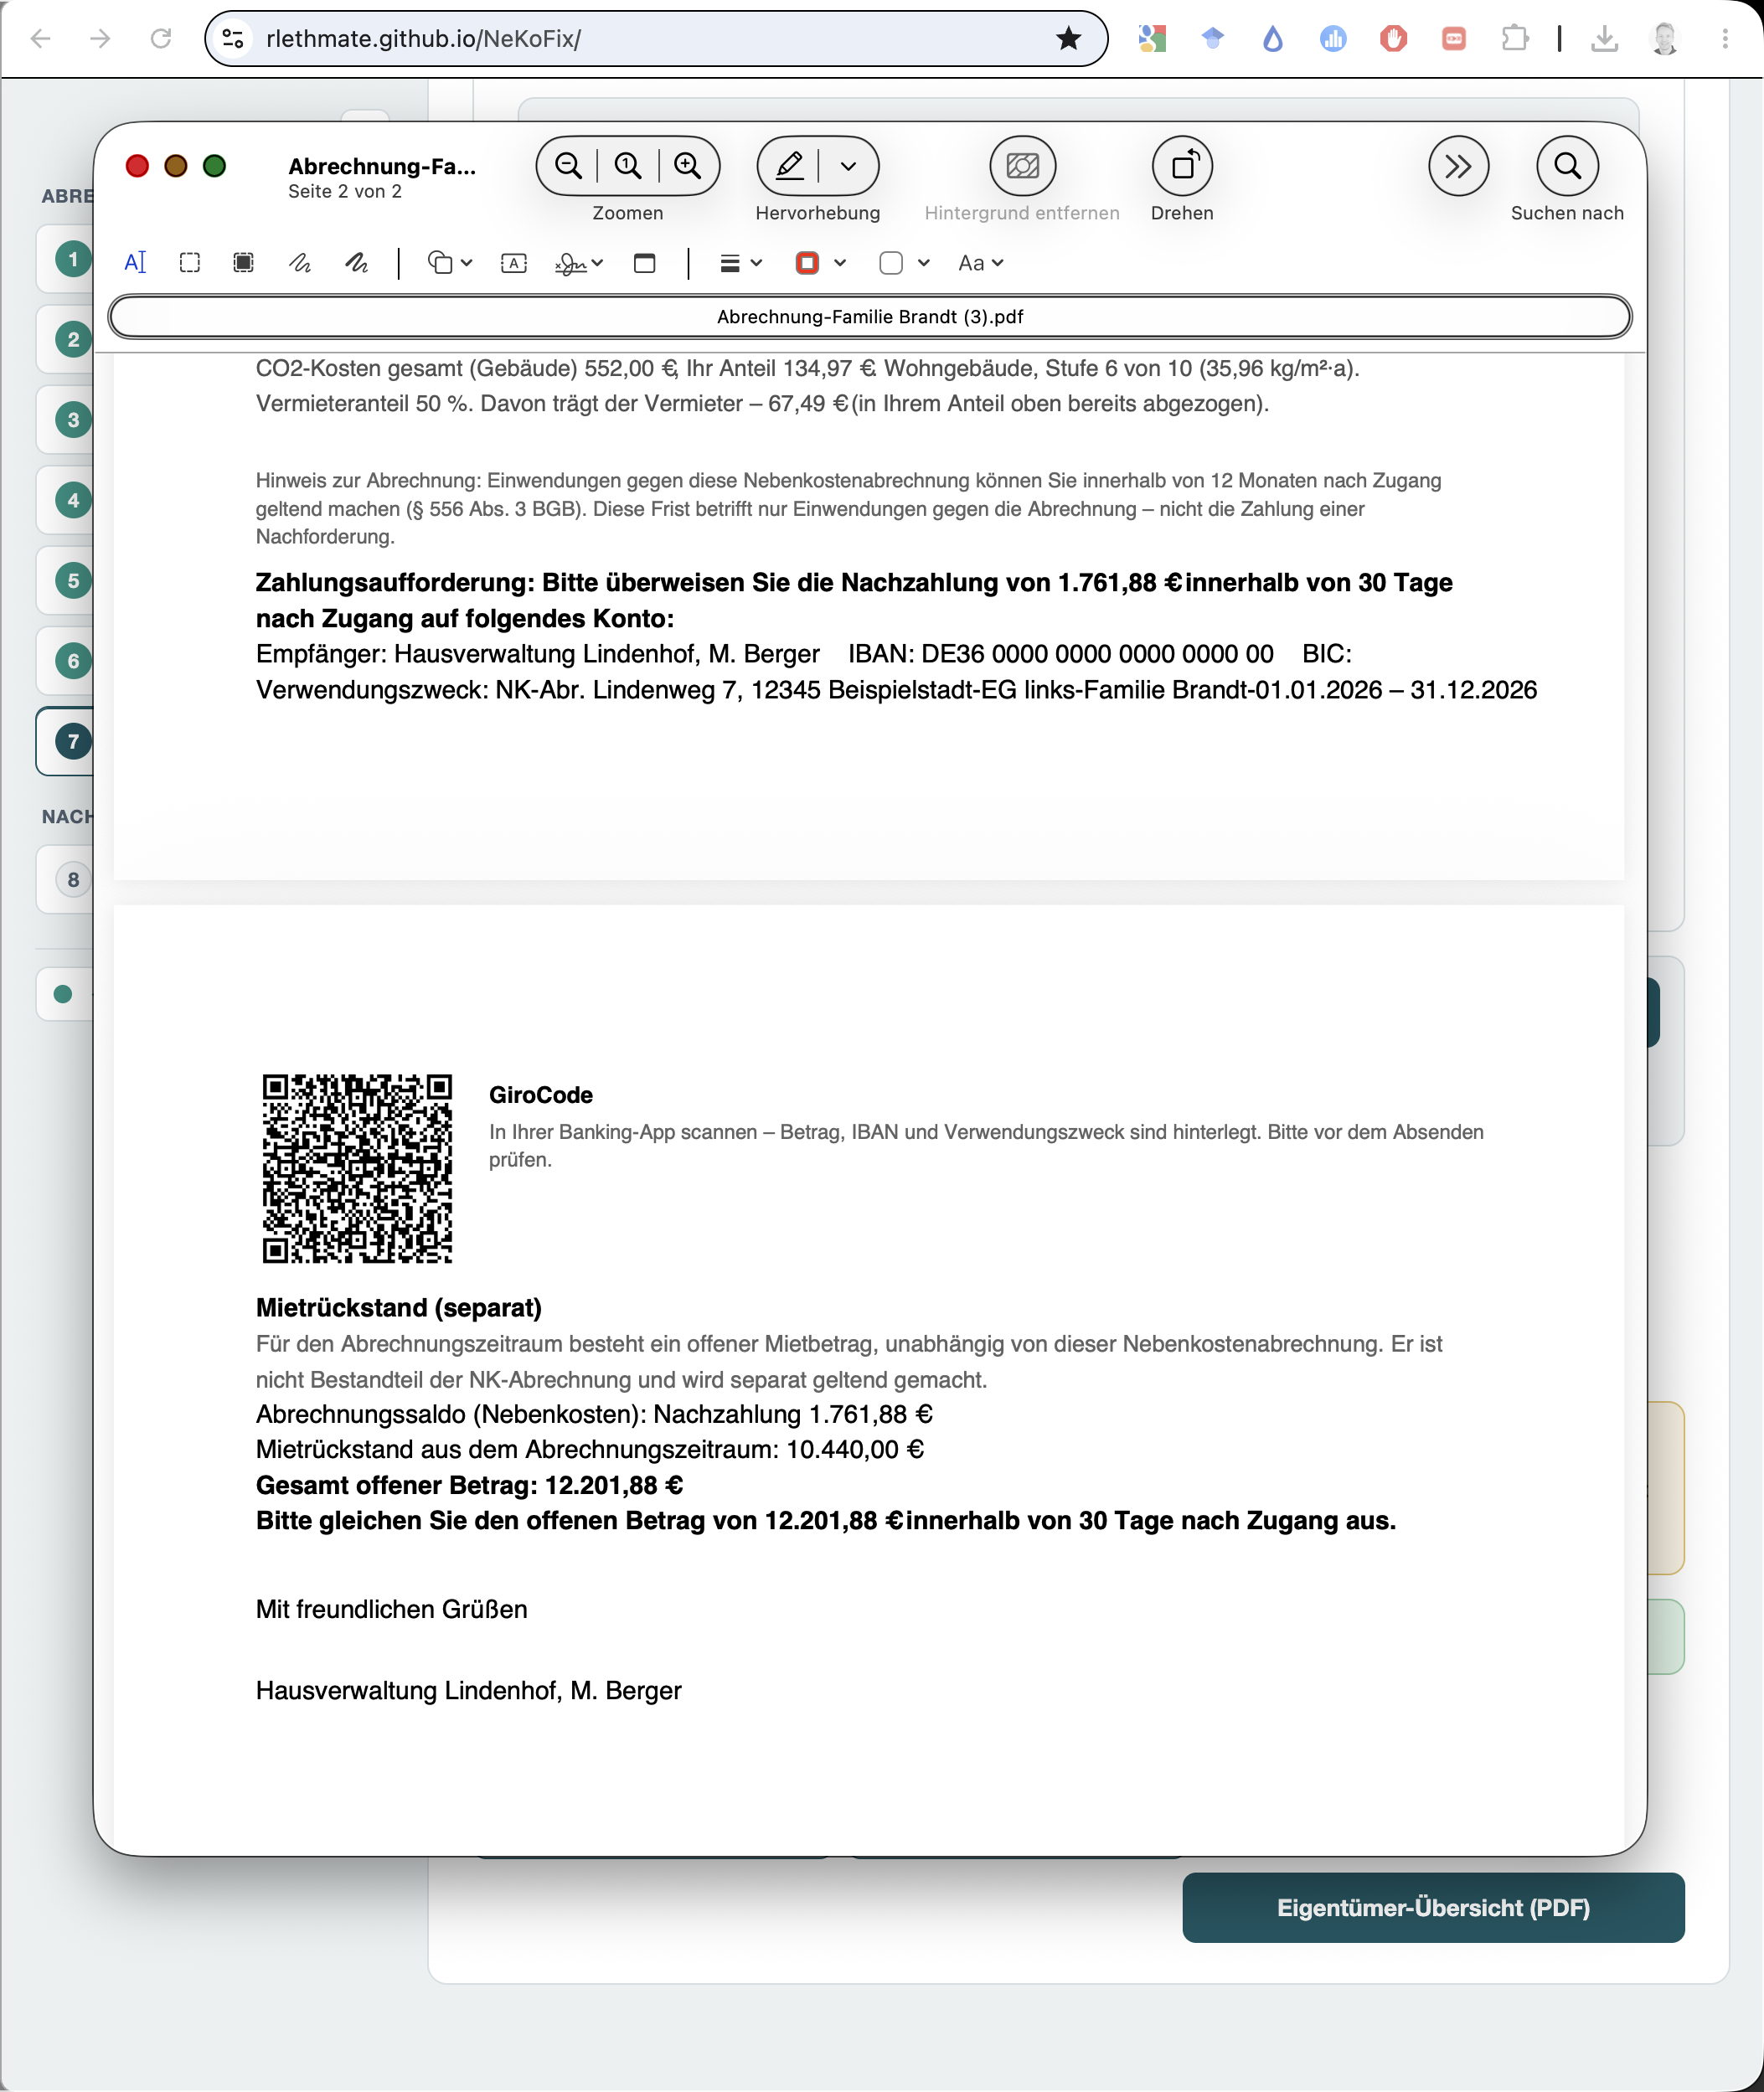 rlethmate.github.io/NeKoFix/
ABRE
1
2
3
4
5
6
7
NACH
8
Abrechnung-Fa...
Seite 2 von 2
Zoomen
Hervorhebung
Hintergrund entfernen
Drehen
Suchen nach
Aa
Abrechnung-Familie Brandt (3).pdf
CO2-Kosten gesamt (Gebäude) 552,00 €, Ihr Anteil 134,97 €. Wohngebäude, Stufe 6 von 10 (35,96 kg/m²·a).
Vermieteranteil 50 %. Davon trägt der Vermieter – 67,49 € (in Ihrem Anteil oben bereits abgezogen).
Hinweis zur Abrechnung: Einwendungen gegen diese Nebenkostenabrechnung können Sie innerhalb von 12 Monaten nach Zugang
geltend machen (§ 556 Abs. 3 BGB). Diese Frist betrifft nur Einwendungen gegen die Abrechnung – nicht die Zahlung einer
Nachforderung.
Zahlungsaufforderung: Bitte überweisen Sie die Nachzahlung von 1.761,88 € innerhalb von 30 Tage
nach Zugang auf folgendes Konto:
Empfänger: Hausverwaltung Lindenhof, M. Berger IBAN: DE36 0000 0000 0000 0000 00 BIC:
Verwendungszweck: NK-Abr. Lindenweg 7, 12345 Beispielstadt-EG links-Familie Brandt-01.01.2026 – 31.12.2026
GiroCode
In Ihrer Banking-App scannen – Betrag, IBAN und Verwendungszweck sind hinterlegt. Bitte vor dem Absenden
prüfen.
Mietrückstand (separat)
Für den Abrechnungszeitraum besteht ein offener Mietbetrag, unabhängig von dieser Nebenkostenabrechnung. Er ist
nicht Bestandteil der NK-Abrechnung und wird separat geltend gemacht.
Abrechnungssaldo (Nebenkosten): Nachzahlung 1.761,88 €
Mietrückstand aus dem Abrechnungszeitraum: 10.440,00 €
Gesamt offener Betrag: 12.201,88 €
Bitte gleichen Sie den offenen Betrag von 12.201,88 € innerhalb von 30 Tage nach Zugang aus.
Mit freundlichen Grüßen
Hausverwaltung Lindenhof, M. Berger
Eigentümer-Übersicht (PDF)